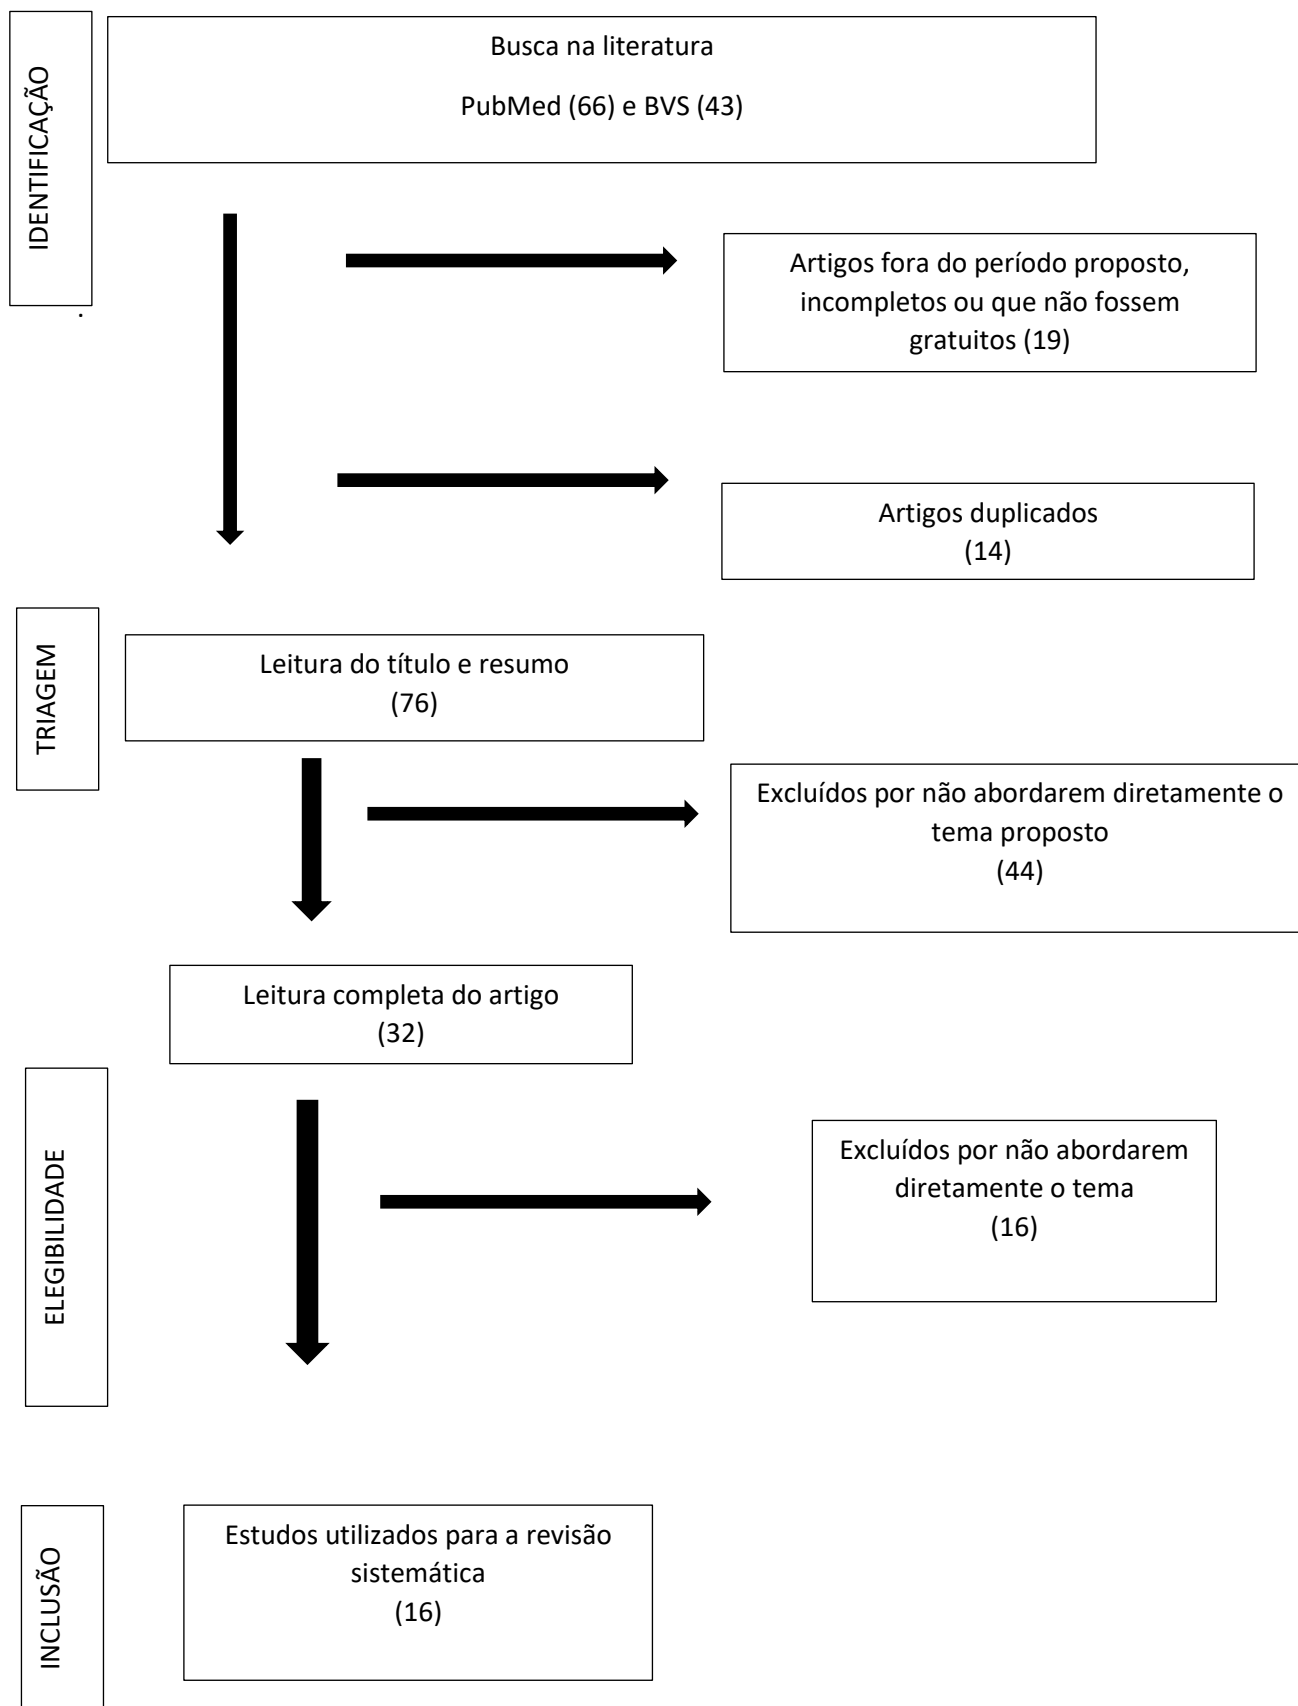 IDENTIFICAÇÃO
Busca na literatura
PubMed (66) e BVS (43)
.
Artigos fora do período proposto,
incompletos ou que não fossem
gratuitos (19)
Artigos duplicados
(14)
TRIAGEM
Leitura do título e resumo
(76)
Excluídos por não abordarem diretamente o
tema proposto
(44)
Leitura completa do artigo
(32)
ELEGIBILIDADE
Excluídos por não abordarem
diretamente o tema
(16)
INCLUSÃO
Estudos utilizados para a revisão
sistemática
(16)